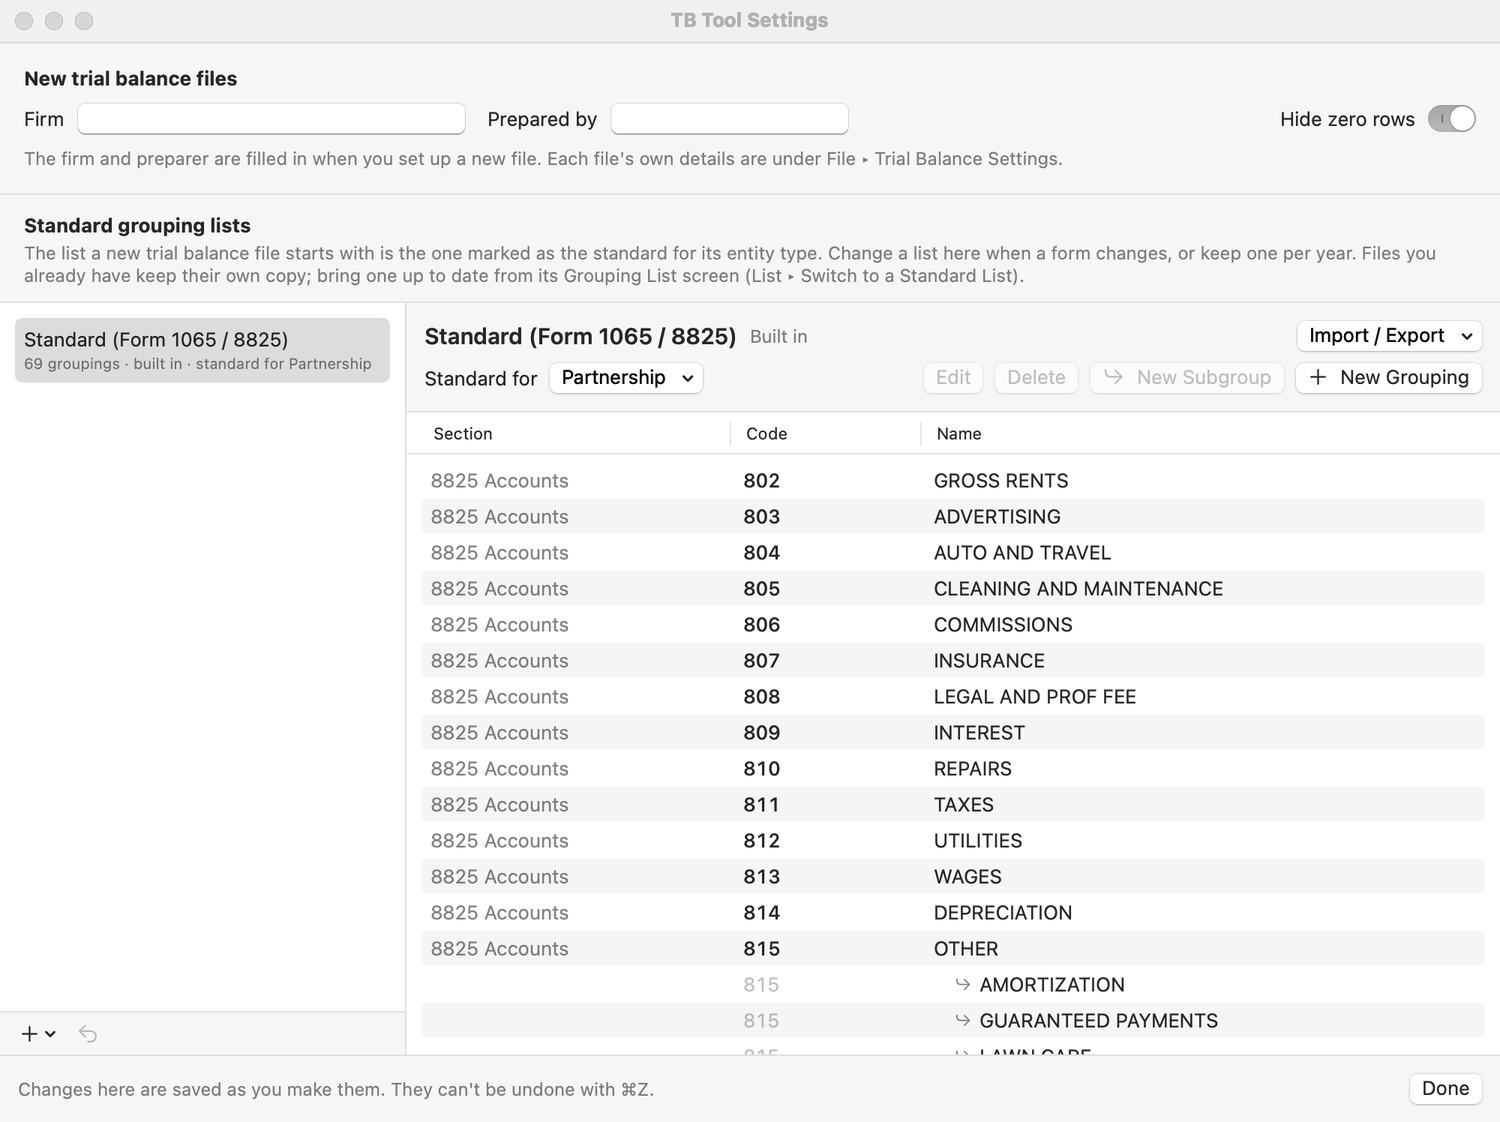 TB Tool Settings
New trial balance files
Firm
Prepared by
Hide zero rows
The firm and preparer are filled in when you set up a new file. Each file's own details are under File ▸ Trial Balance Settings.
Standard grouping lists
The list a new trial balance file starts with is the one marked as the standard for its entity type. Change a list here when a form changes, or keep one per year. Files you
already have keep their own copy; bring one up to date from its Grouping List screen (List ▸ Switch to a Standard List).
Standard (Form 1065 / 8825)
69 groupings · built in · standard for Partnership
Standard (Form 1065 / 8825) Built in
Import / Export
Standard for Partnership
Edit
Delete
New Subgroup
+ New Grouping
Section Code Name
8825 Accounts 802 GROSS RENTS
8825 Accounts 803 ADVERTISING
8825 Accounts 804 AUTO AND TRAVEL
8825 Accounts 805 CLEANING AND MAINTENANCE
8825 Accounts 806 COMMISSIONS
8825 Accounts 807 INSURANCE
8825 Accounts 808 LEGAL AND PROF FEE
8825 Accounts 809 INTEREST
8825 Accounts 810 REPAIRS
8825 Accounts 811 TAXES
8825 Accounts 812 UTILITIES
8825 Accounts 813 WAGES
8825 Accounts 814 DEPRECIATION
8825 Accounts 815 OTHER
815 ↪ AMORTIZATION
815 ↪ GUARANTEED PAYMENTS
815 ↪ LAWN CARE
Changes here are saved as you make them. They can't be undone with ⌘Z.
Done